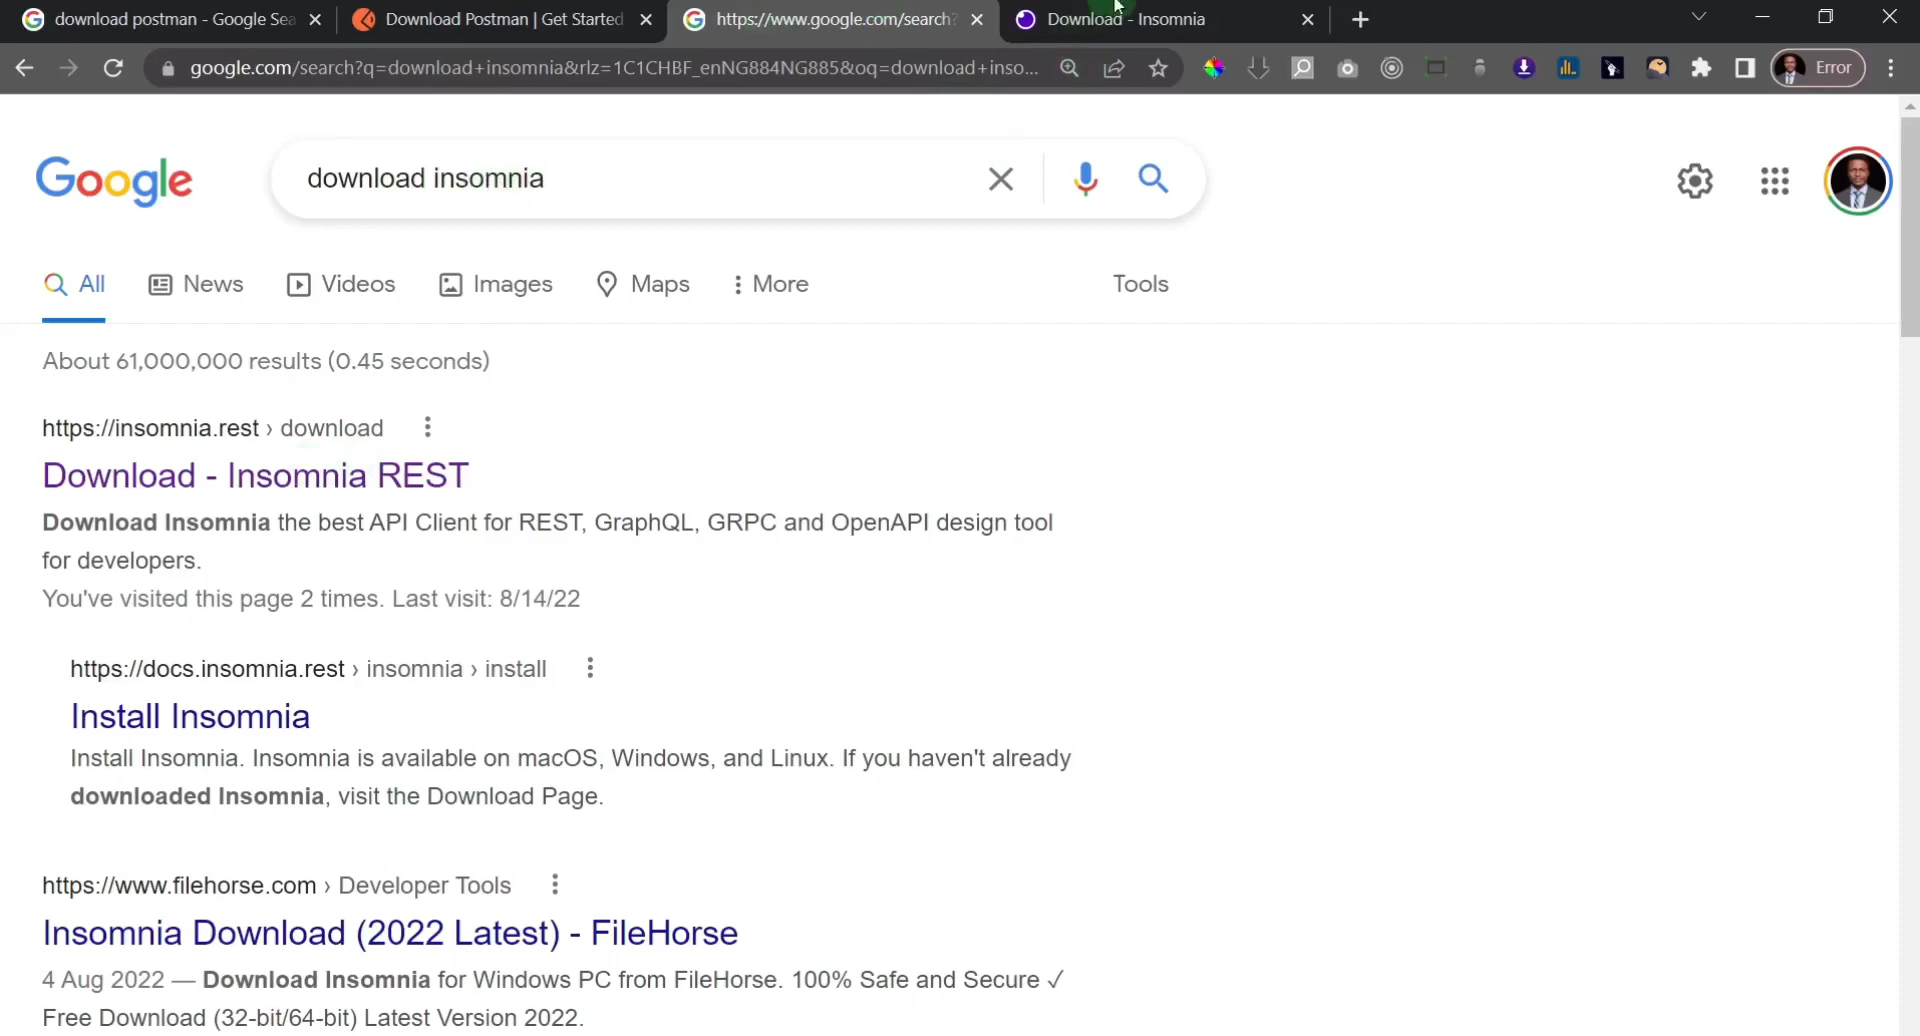 download postman - Google Sea
Download Postman | Get Started
https://www.google.com/search?
Download - Insomnia
google.com/search?q=download+insomnia&rlz=1C1CHBF_enNG884NG885&oq=download+inso...
Error
Google
download insomnia
All
News
Videos
Images
Maps
More
Tools
About 61,000,000 results (0.45 seconds)
https://insomnia.rest › download
Download - Insomnia REST
Download Insomnia the best API Client for REST, GraphQL, GRPC and OpenAPI design tool
for developers.
You've visited this page 2 times. Last visit: 8/14/22
https://docs.insomnia.rest › insomnia › install
Install Insomnia
Install Insomnia. Insomnia is available on macOS, Windows, and Linux. If you haven't already
downloaded Insomnia, visit the Download Page.
https://www.filehorse.com › Developer Tools
Insomnia Download (2022 Latest) - FileHorse
4 Aug 2022 — Download Insomnia for Windows PC from FileHorse. 100% Safe and Secure ✓
Free Download (32-bit/64-bit) Latest Version 2022.